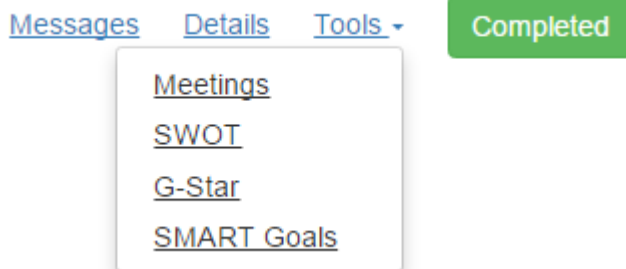 Messages Details Tools Completed
Meetings
SWOT
G-Star
SMART Goals